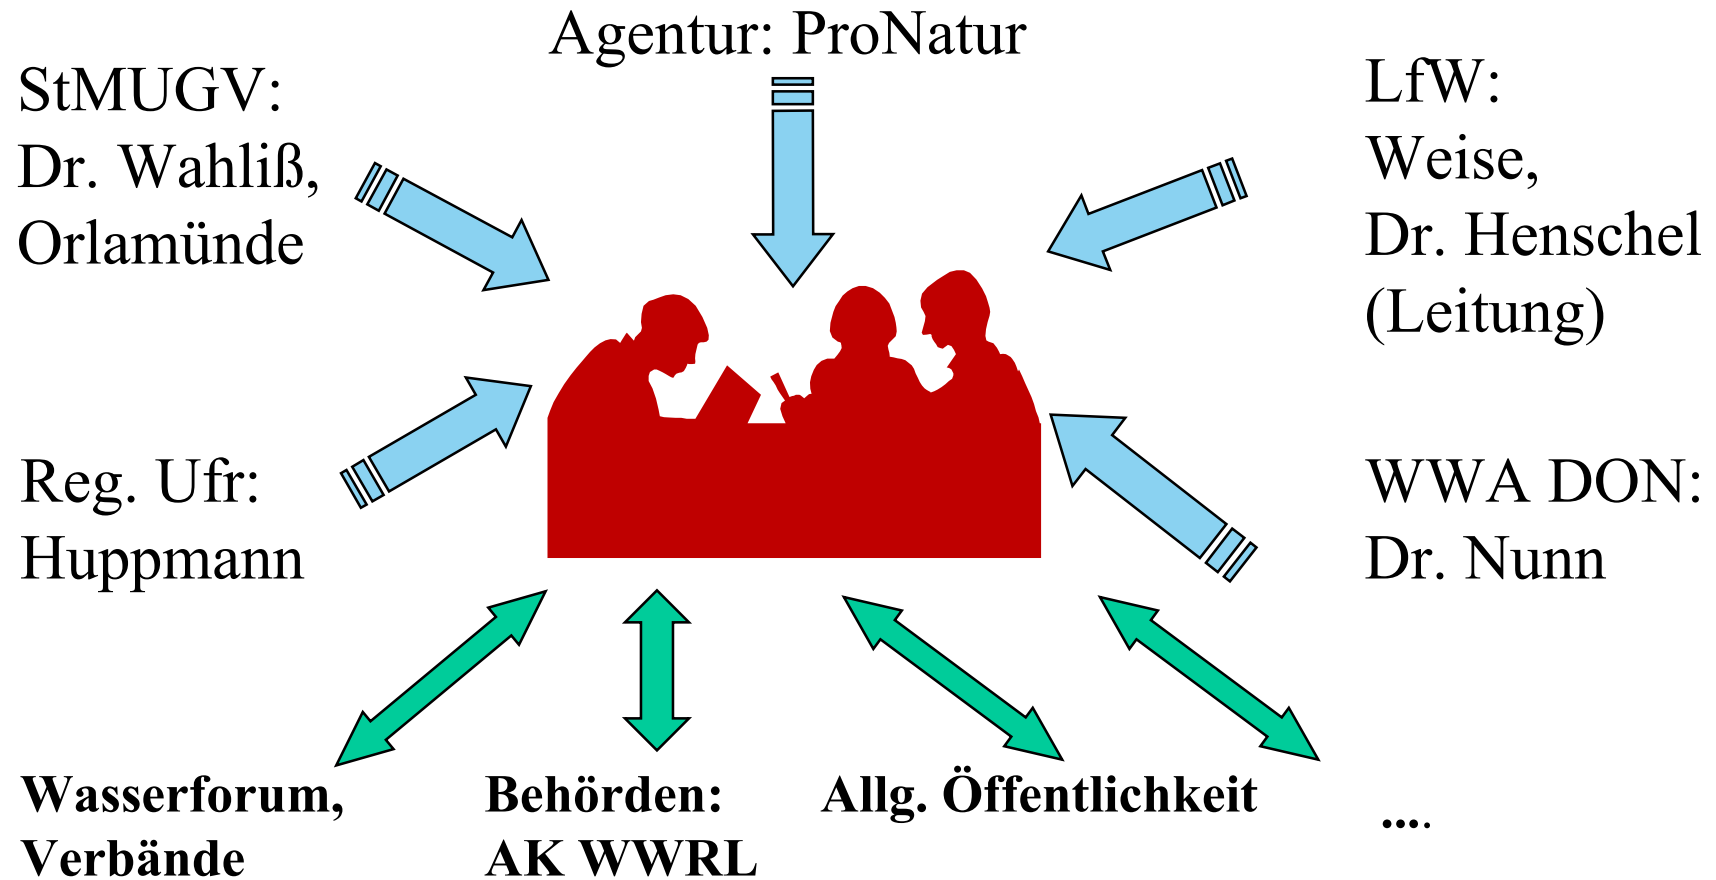 Agentur: ProNatur
StMUGV:
Dr. Wahliß,
Orlamünde
LfW:
Weise,
Dr. Henschel
(Leitung)
Reg. Ufr:
Huppmann
WWA DON:
Dr. Nunn
Wasserforum,
Verbände
Behörden:
AK WWRL
Allg. Öffentlichkeit
....